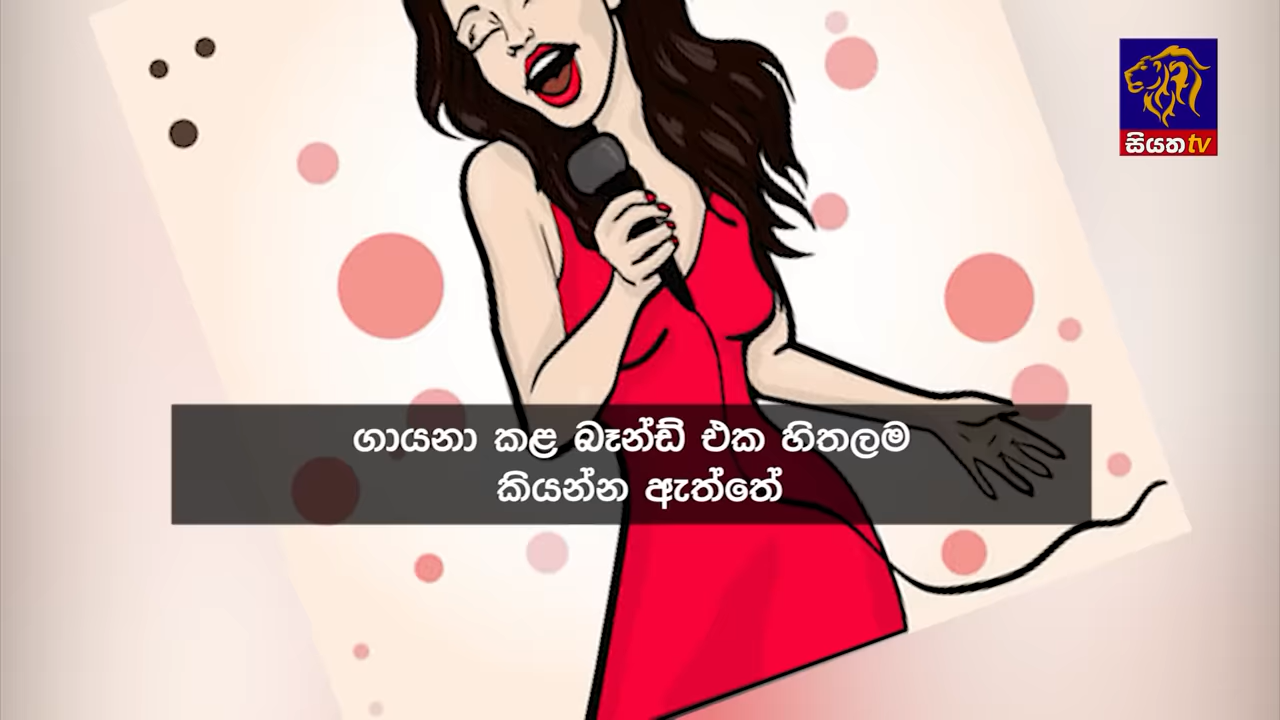 සියත tv
ගායනා කළ බෑන්ඩ් එක හිතලම
කියන්න ඇත්තේ